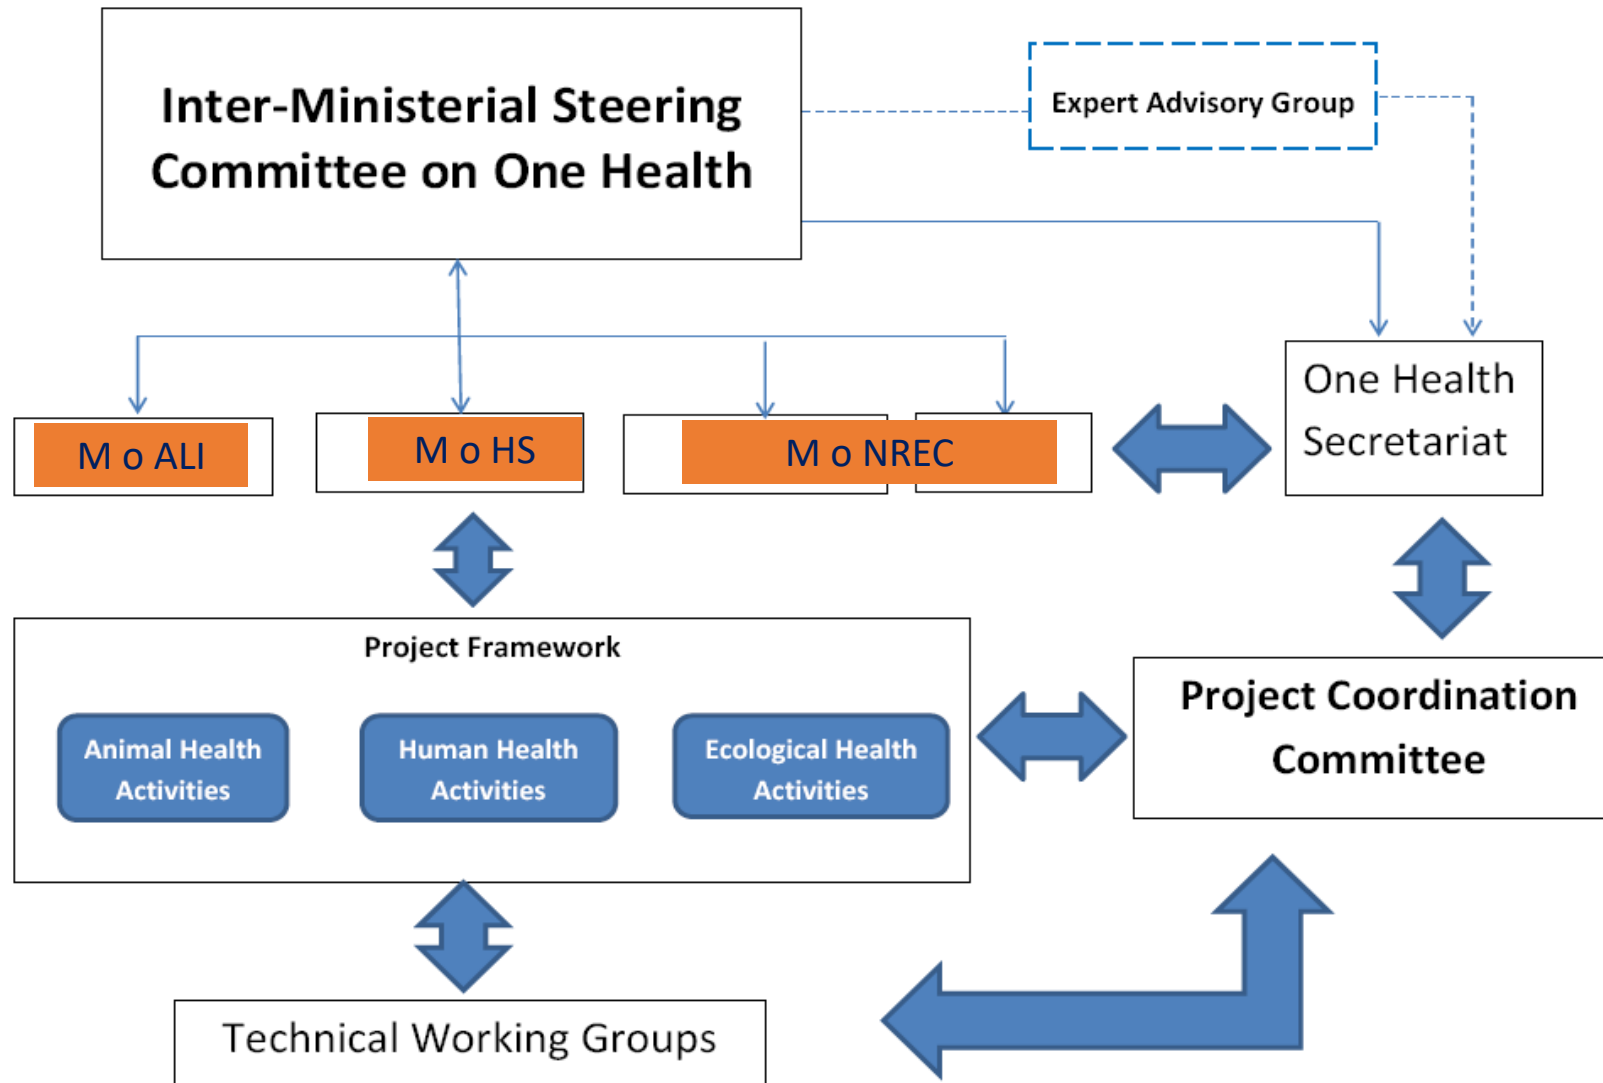 Inter-Ministerial Steering
Committee on One Health
Expert Advisory Group
M o ALI
M o HS
M o NREC
One Health
Secretariat
Project Framework
Animal Health
Activities
Human Health
Activities
Ecological Health
Activities
Project Coordination
Committee
Technical Working Groups